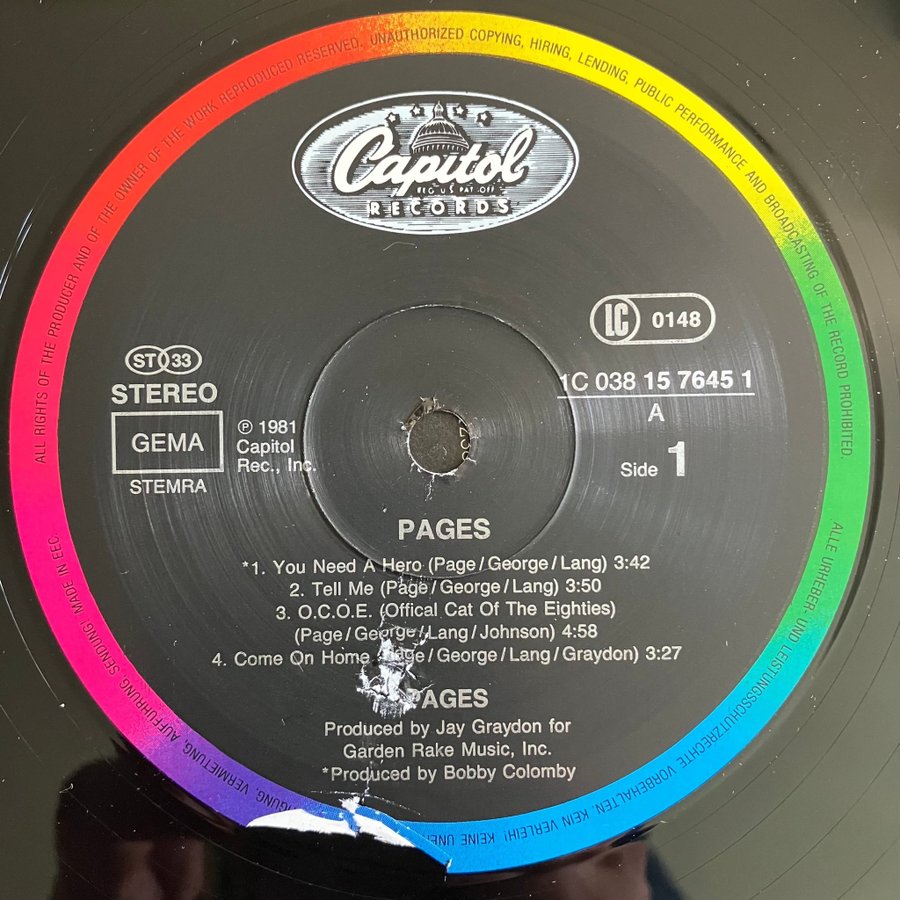 ALL RIGHTS OF THE PRODUCER AND OF THE OWNER OF THE WORK REPRODUCED RESERVED. UNAUTHORIZED COPYING, HIRING, LENDING, PUBLIC PERFORMANCE AND BROADCASTING OF THE RECORD PROHIBITED.
Capitol
REG. U.S. PAT. OFF.
RECORDS
LC 0148
ST 33
STEREO
GEMA
STEMRA
℗ 1981
Capitol
Rec., Inc.
1C 038 15 7645 1
A
Side 1
PAGES
*1. You Need A Hero (Page/George/Lang) 3:42
2. Tell Me (Page/George/Lang) 3:50
3. O.C.O.E. (Offical Cat Of The Eighties)
(Page/George/Lang/Johnson) 4:58
4. Come On Home (Page/George/Lang/Graydon) 3:27
PAGES
Produced by Jay Graydon for
Garden Rake Music, Inc.
*Produced by Bobby Colomby
ALLE URHEBER- UND LEISTUNGSSCHUTZRECHTE VORBEHALTEN. KEIN VERLEIH! KEINE VERMIETUNG, AUFFÜHRUNG, SENDUNG! MADE IN EEC.